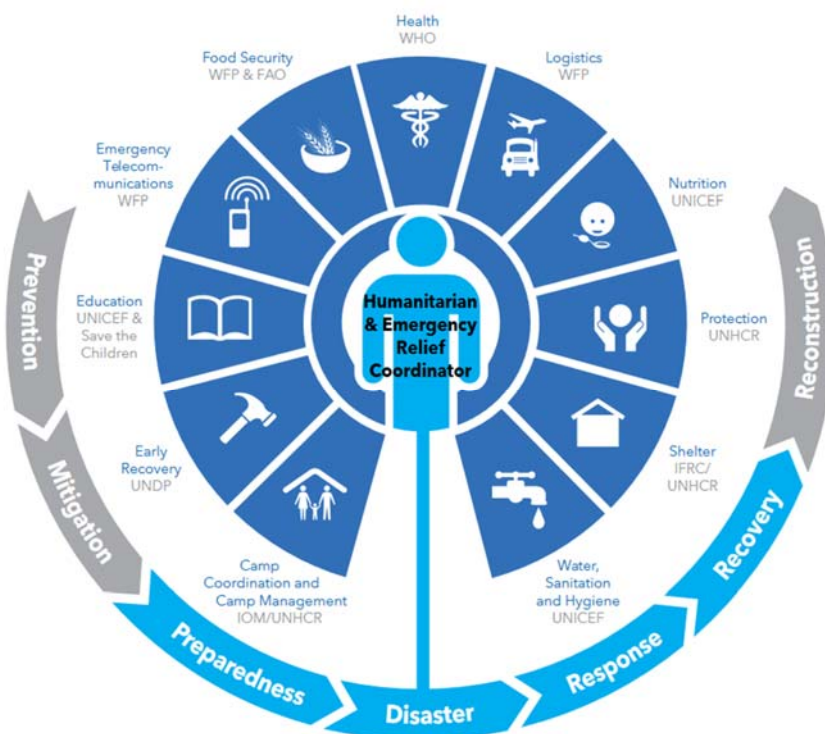 Health
WHO
Food Security
WFP & FAO
Logistics
WFP
Emergency
Telecom-
munications
WFP
Nutrition
UNICEF
Education
UNICEF &
Save the
Children
Humanitarian
& Emergency
Relief
Coordinator
Protection
UNHCR
Early
Recovery
UNDP
Shelter
IFRC/
UNHCR
Camp
Coordination and
Camp Management
IOM/UNHCR
Water,
Sanitation
and Hygiene
UNICEF
Prevention
Mitigation
Preparedness
Disaster
Response
Recovery
Reconstruction